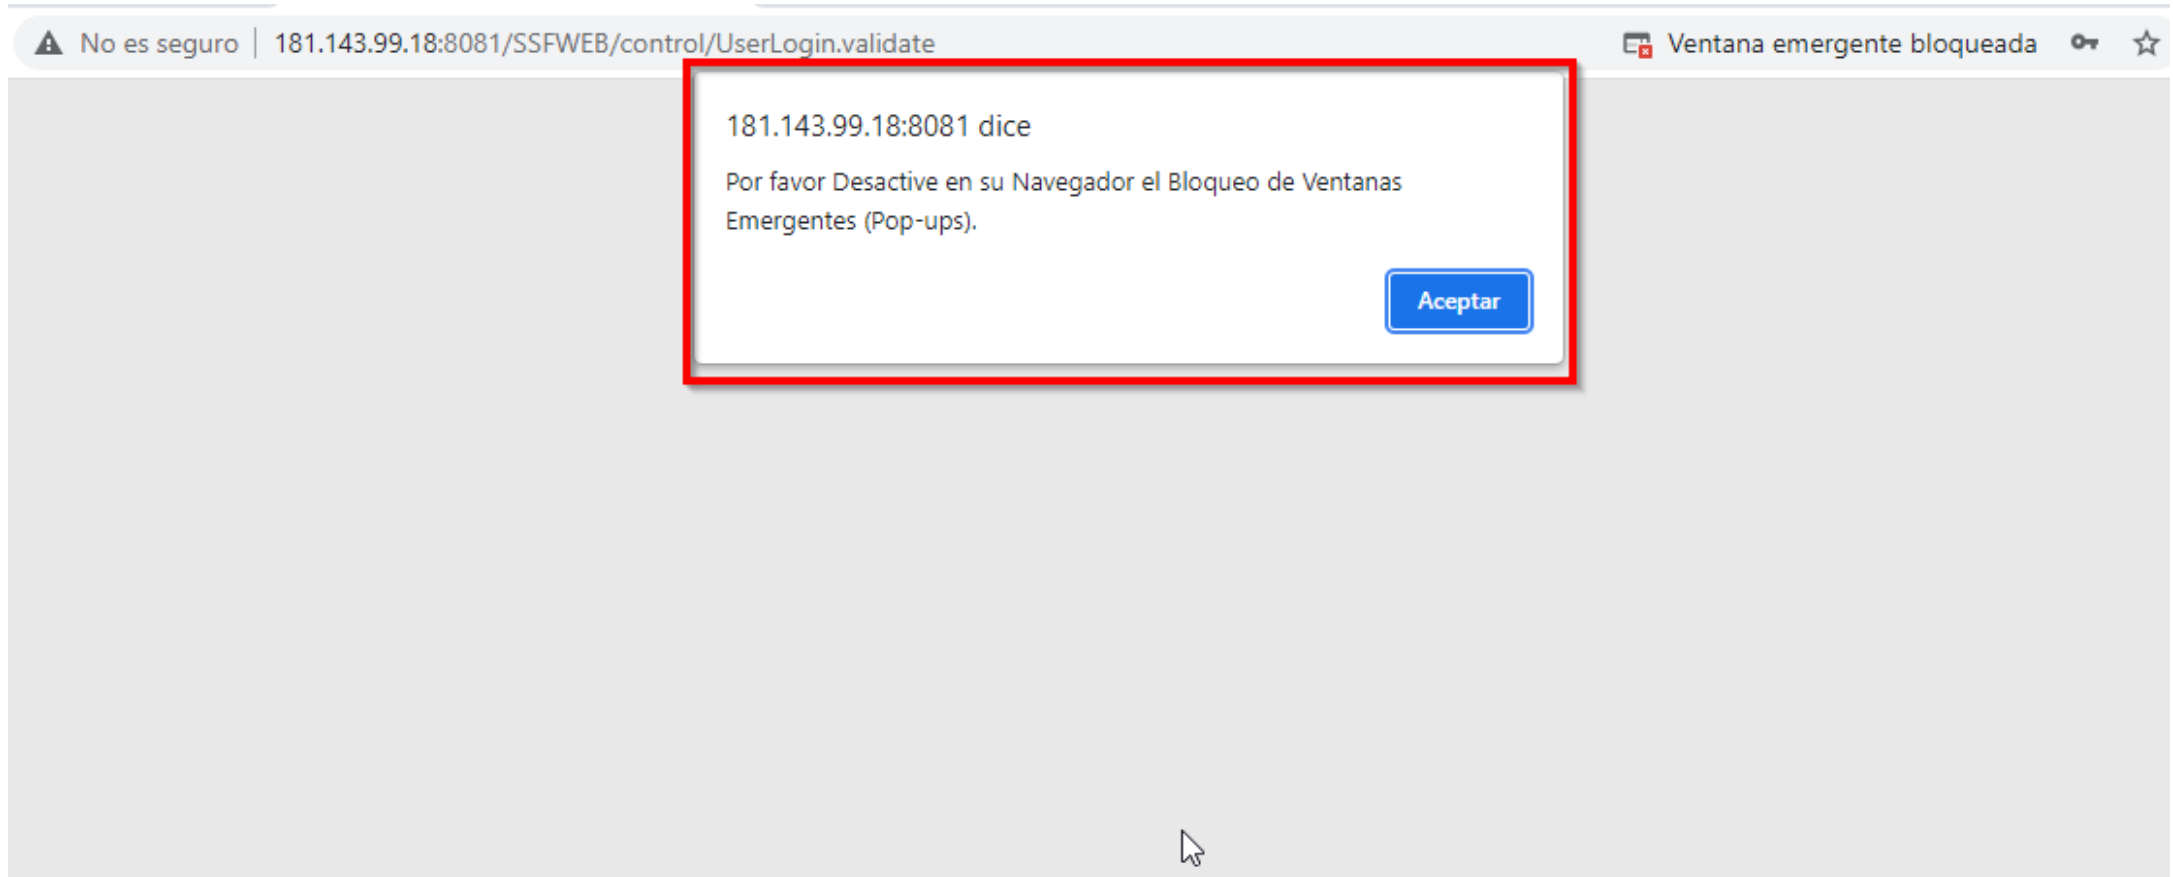 No es seguro | 181.143.99.18:8081/SSFWEB/control/UserLogin.validate Ventana emergente bloqueada
181.143.99.18:8081 dice
Por favor Desactive en su Navegador el Bloqueo de Ventanas
Emergentes (Pop-ups).
Aceptar